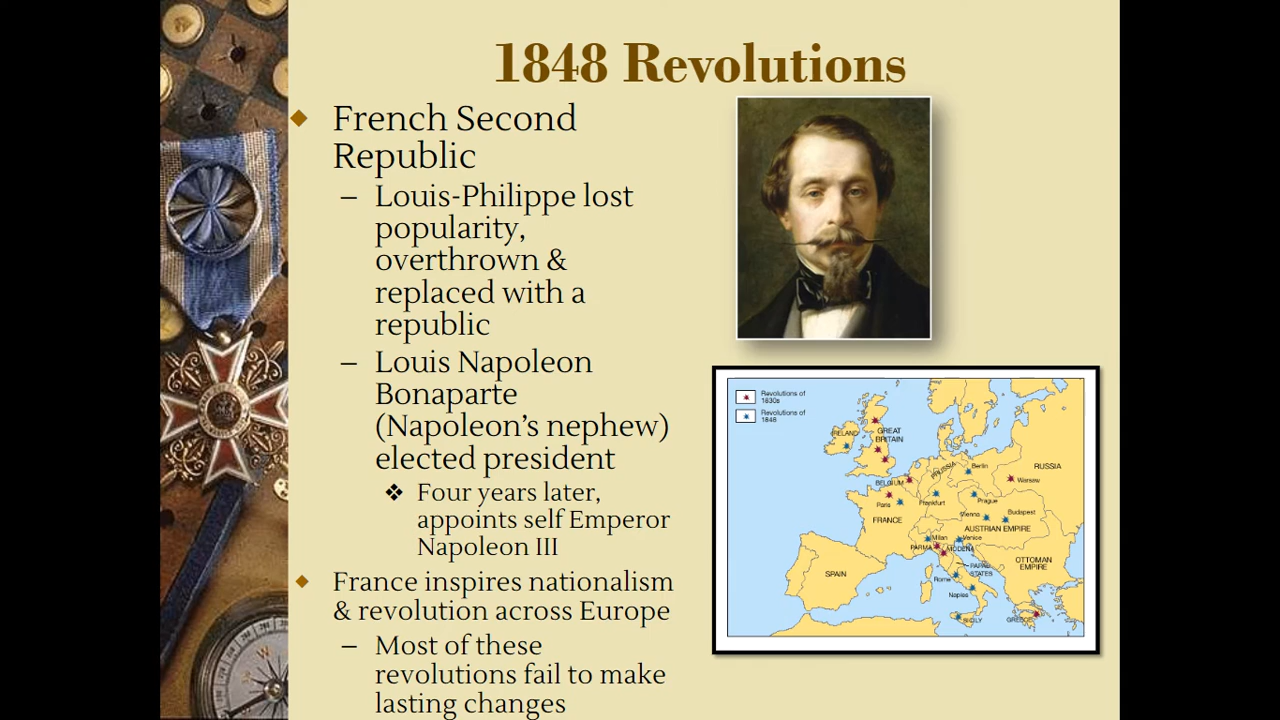 1848 Revolutions
French Second
Republic
– Louis-Philippe lost
popularity,
overthrown &
replaced with a
republic
– Louis Napoleon
Bonaparte
(Napoleon's nephew)
elected president
Four years later,
appoints self Emperor
Napoleon III
France inspires nationalism
& revolution across Europe
– Most of these
revolutions fail to make
lasting changes
Revolutions of
1830s
Revolutions of
1848
IRELAND
GREAT
BRITAIN
PRUSSIA
Berlin
RUSSIA
BELGIUM
Warsaw
Paris
Frankfurt
Prague
FRANCE
Vienna
Budapest
AUSTRIAN EMPIRE
Milan
Venice
PARMA
MODENA
PAPAL
STATES
OTTOMAN
EMPIRE
SPAIN
Rome
Naples
SICILY
GREECE
W